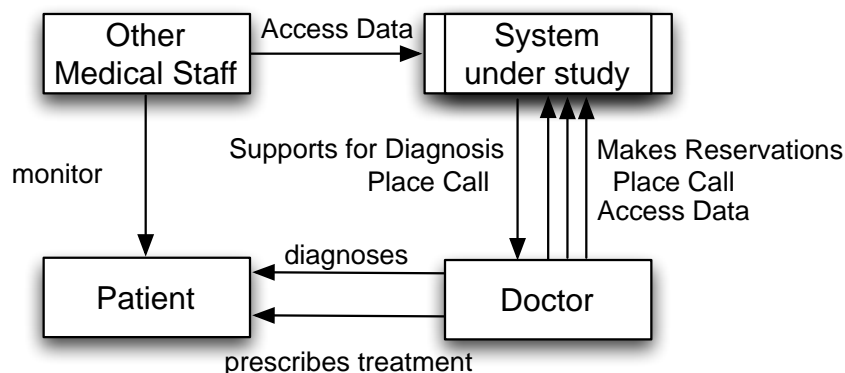 Other
Medical Staff
Access Data
System
under study
monitor
Supports for Diagnosis
Place Call
Makes Reservations
Place Call
Access Data
diagnoses
Patient
Doctor
prescribes treatment